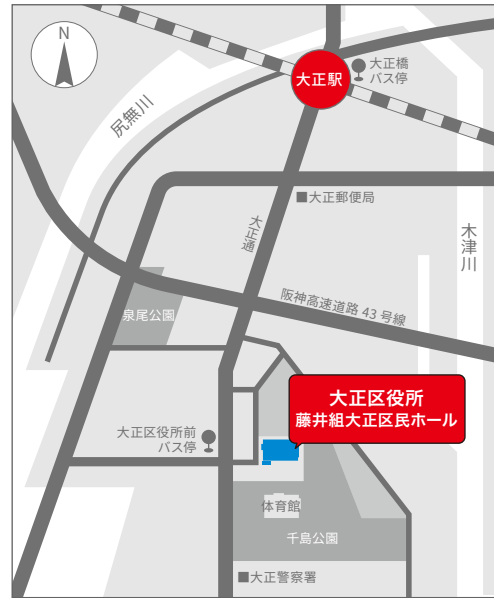 N
大正駅
大正橋
バス停
尻無川
大正郵便局
大正通
木津川
阪神高速道路 43 号線
泉尾公園
大正区役所
藤井組大正区民ホール
大正区役所前
バス停
体育館
千島公園
大正警察署